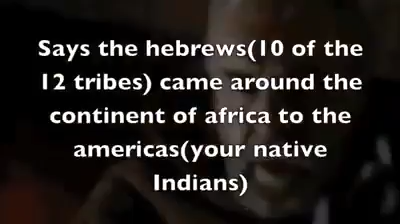 Says the hebrews(10 of the
12 tribes) came around the
continent of africa to the
americas(your native
Indians)